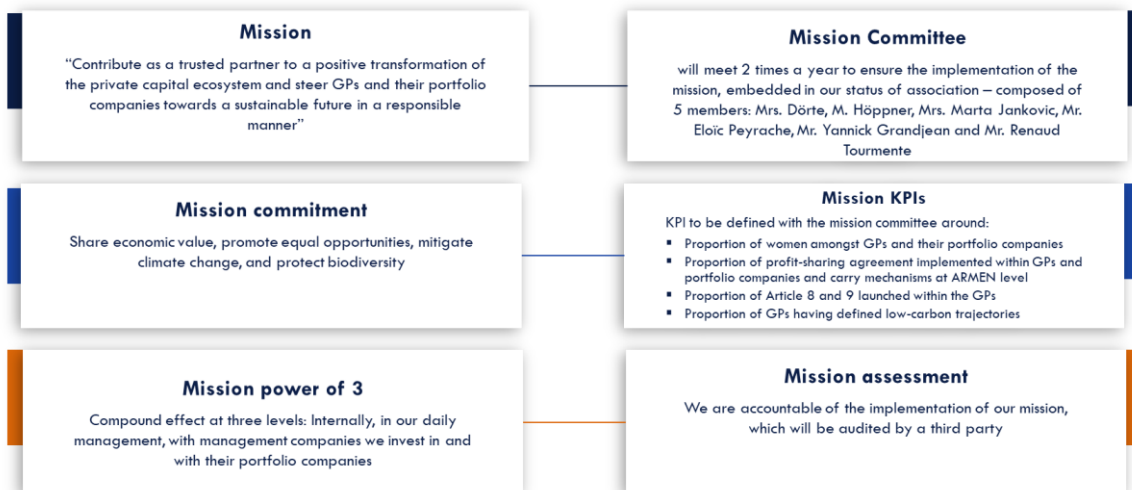 Mission
“Contribute as a trusted partner to a positive transformation of
the private capital ecosystem and steer GPs and their portfolio
companies towards a sustainable future in a responsible
manner”
Mission Committee
will meet 2 times a year to ensure the implementation of the
mission, embedded in our status of association – composed of
5 members: Mrs. Dörte, M. Höppner, Mrs. Marta Jankovic, Mr.
Eloïc Peyrache, Mr. Yannick Grandjean and Mr. Renaud
Tourmente
Mission commitment
Share economic value, promote equal opportunities, mitigate
climate change, and protect biodiversity
Mission KPIs
KPI to be defined with the mission committee around:
▪ Proportion of women amongst GPs and their portfolio companies
▪ Proportion of profit-sharing agreement implemented within GPs and
portfolio companies and carry mechanisms at ARMEN level
▪ Proportion of Article 8 and 9 launched within the GPs
▪ Proportion of GPs having defined low-carbon trajectories
Mission power of 3
Compound effect at three levels: Internally, in our daily
management, with management companies we invest in and
with their portfolio companies
Mission assessment
We are accountable of the implementation of our mission,
which will be audited by a third party